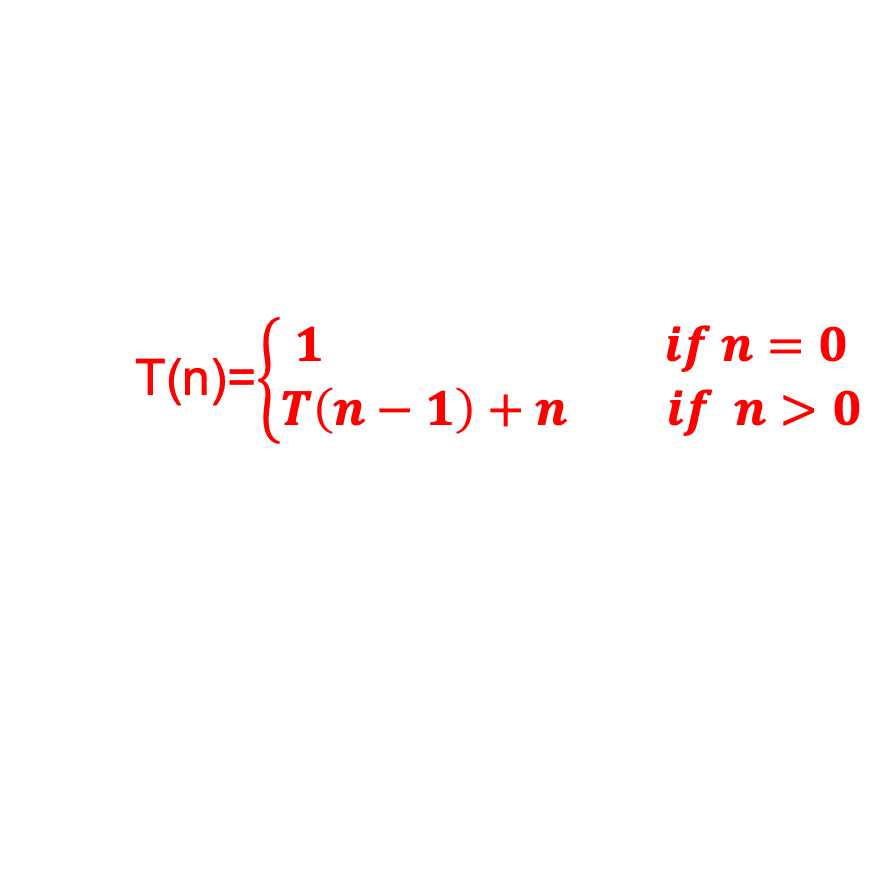 T(n)={ 1 if n = 0
T(n − 1) + n if n > 0